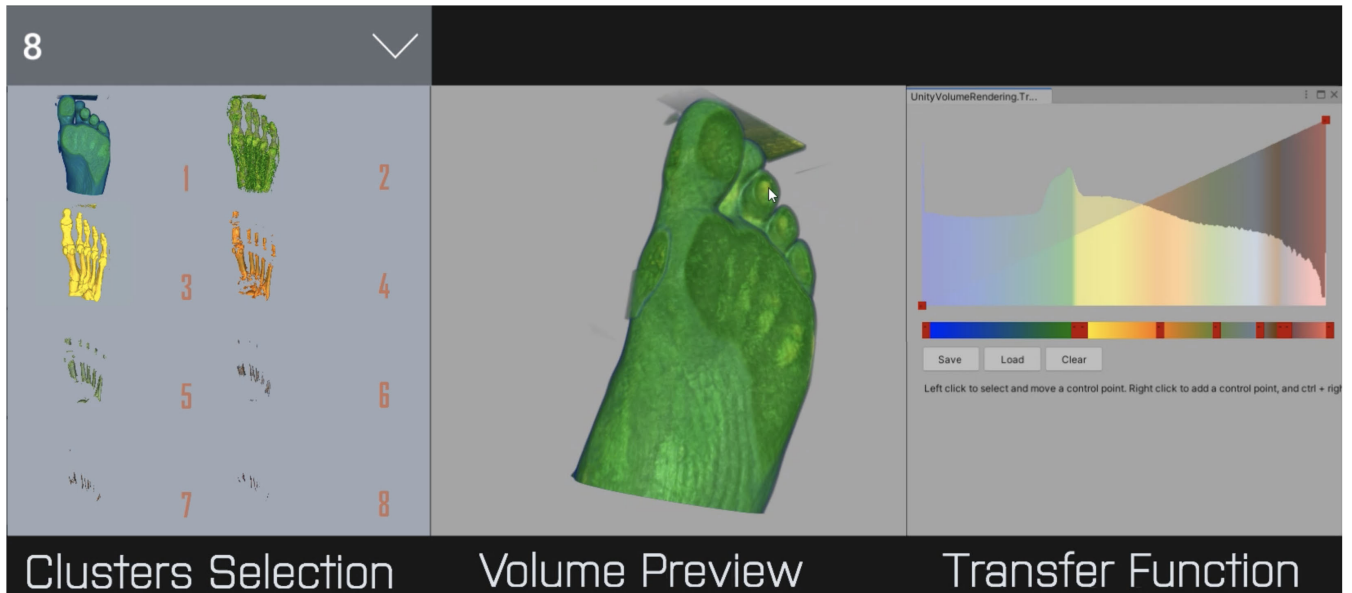 8
1
2
3
4
5
6
7
8
UnityVolumeRendering.Tr...
Save
Load
Clear
Left click to select and move a control point. Right click to add a control point, and ctrl + righ
Clusters Selection
Volume Preview
Transfer Function